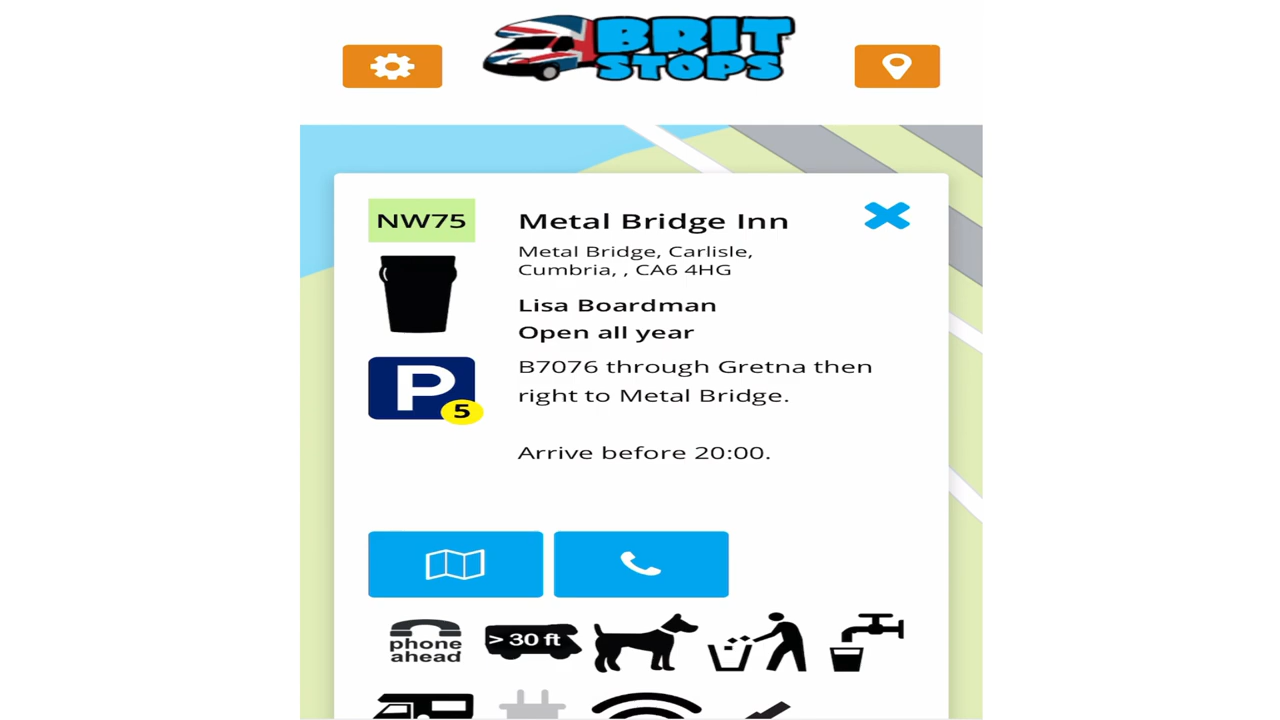 BRIT
STOPS
NW75
Metal Bridge Inn
Metal Bridge, Carlisle,
Cumbria, , CA6 4HG
Lisa Boardman
Open all year
P
5
B7076 through Gretna then
right to Metal Bridge.
Arrive before 20:00.
phone
ahead
> 30 ft